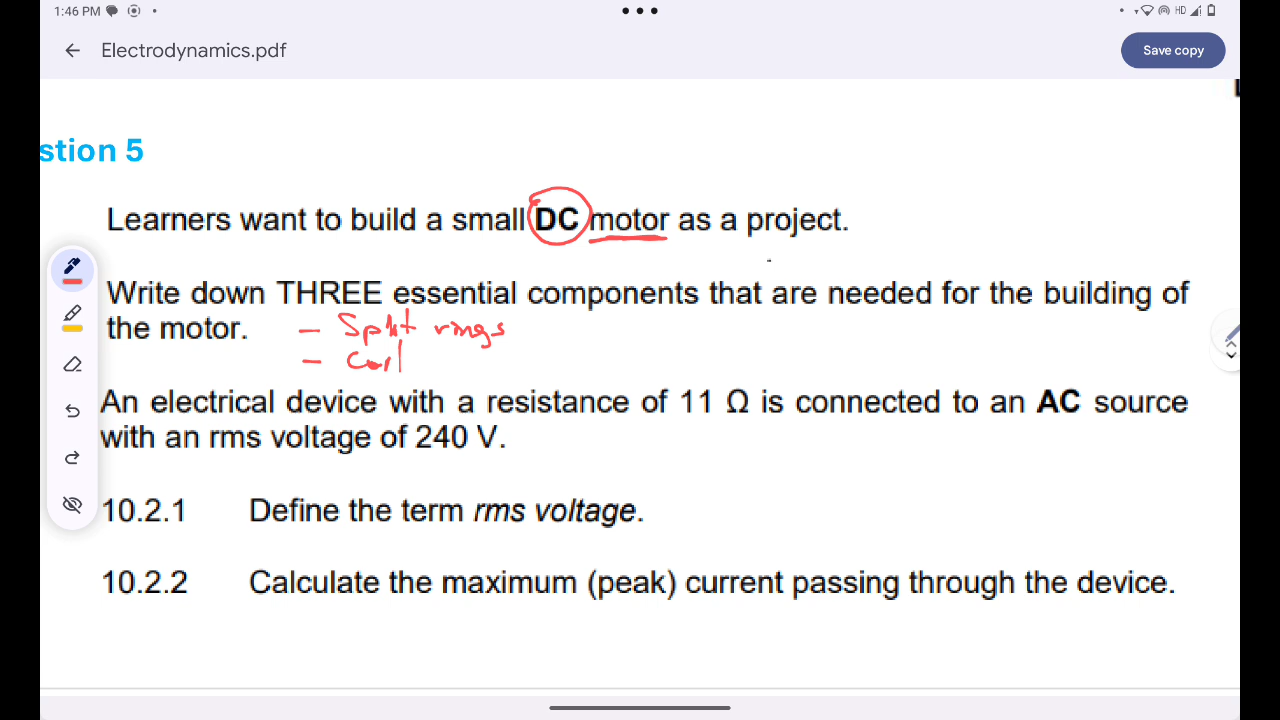 1:46 PM
HD
Electrodynamics.pdf
Save copy
stion 5
Learners want to build a small DC motor as a project.
Write down THREE essential components that are needed for the building of
the motor.
– Split rings
– Coil
An electrical device with a resistance of 11 Ω is connected to an AC source
with an rms voltage of 240 V.
10.2.1 Define the term rms voltage.
10.2.2 Calculate the maximum (peak) current passing through the device.